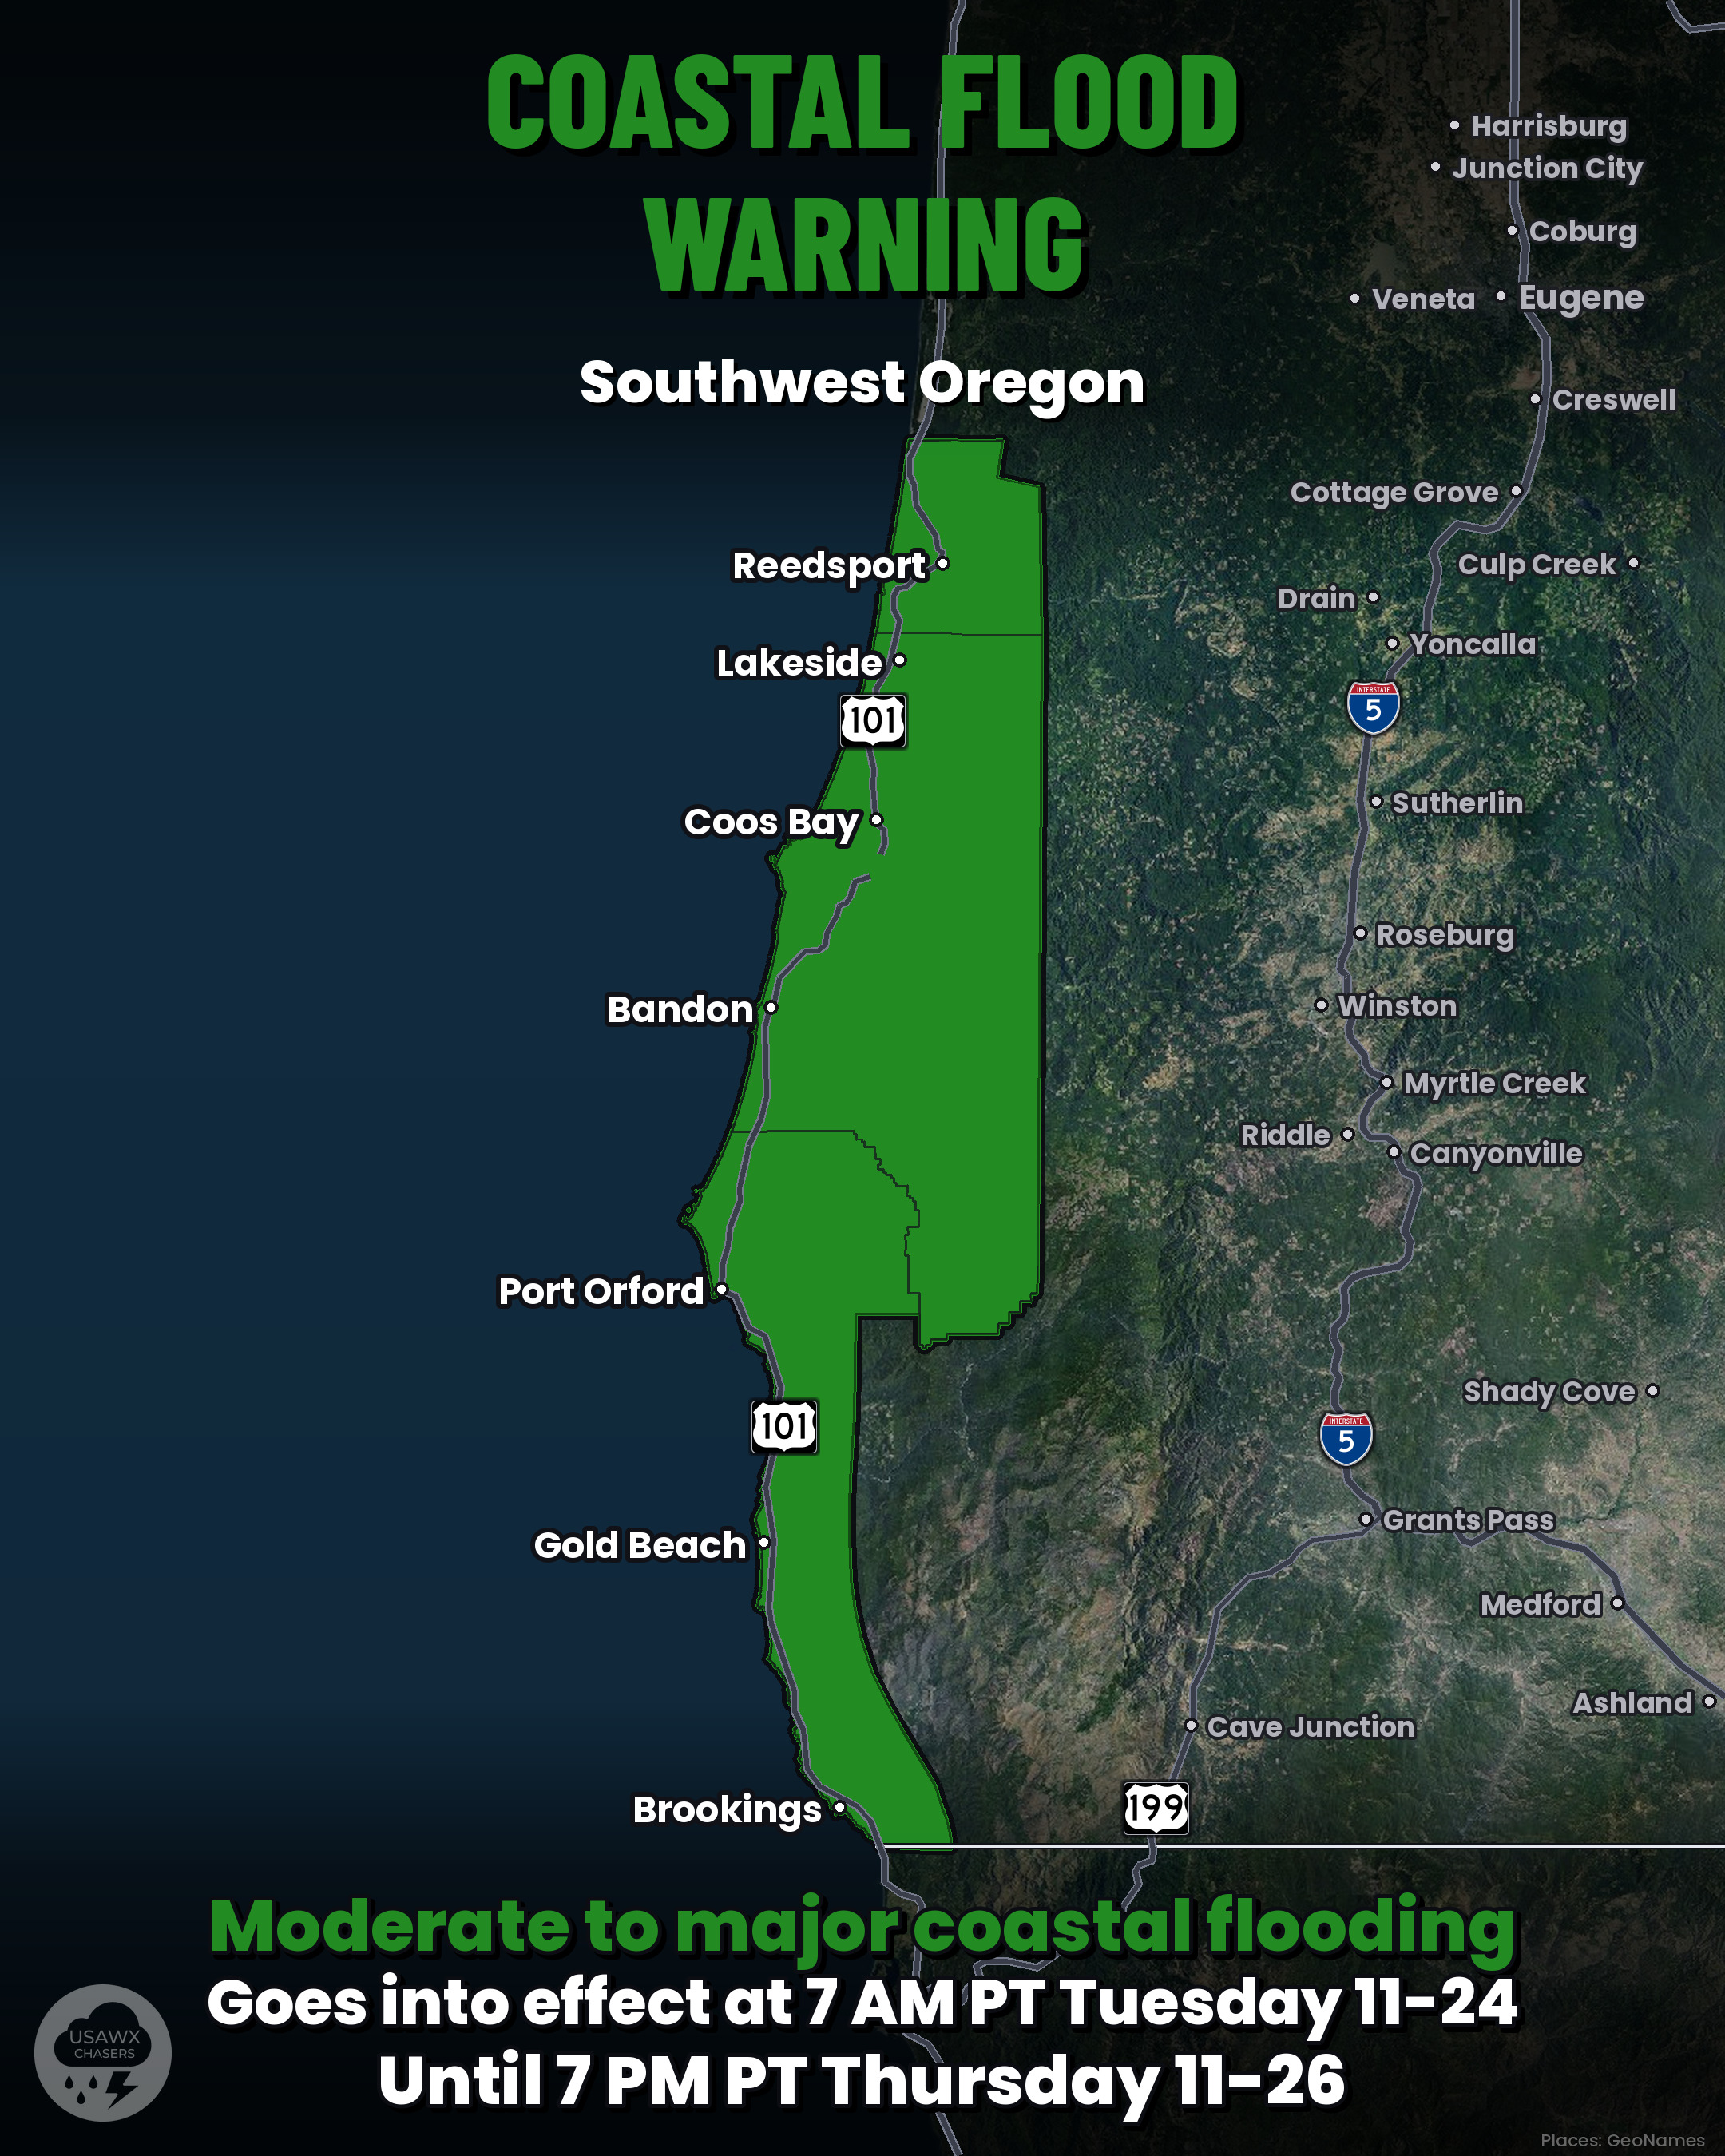 COASTAL FLOOD
WARNING
Southwest Oregon
Harrisburg
Junction City
Coburg
Veneta
Eugene
Creswell
Cottage Grove
Culp Creek
Drain
Yoncalla
Reedsport
Lakeside
101
INTERSTATE
5
Coos Bay
Sutherlin
Roseburg
Bandon
Winston
Myrtle Creek
Riddle
Canyonville
Port Orford
Shady Cove
101
INTERSTATE
5
Gold Beach
Grants Pass
Medford
Ashland
Cave Junction
Brookings
199
Moderate to major coastal flooding
Goes into effect at 7 AM PT Tuesday 11-24
Until 7 PM PT Thursday 11-26
USAWX
CHASERS
Places: GeoNames